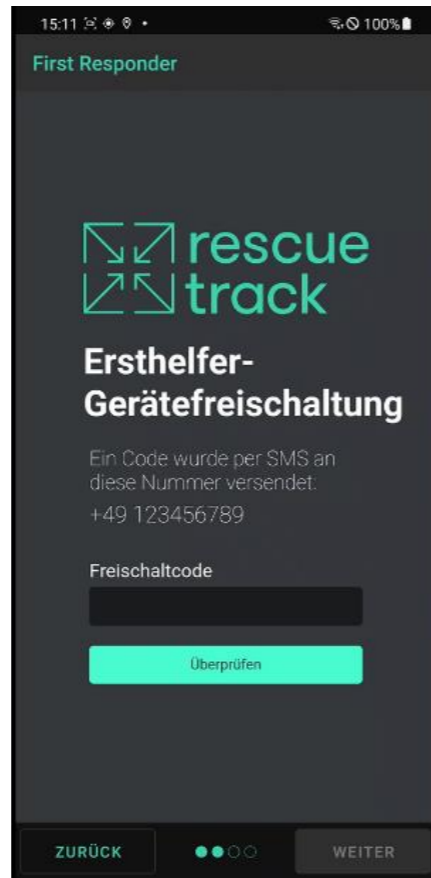 15:11 100%
First Responder
rescue
track
Ersthelfer-
Gerätefreischaltung
Ein Code wurde per SMS an
diese Nummer versendet:
+49 123456789
Freischaltcode
Überprüfen
ZURÜCK WEITER